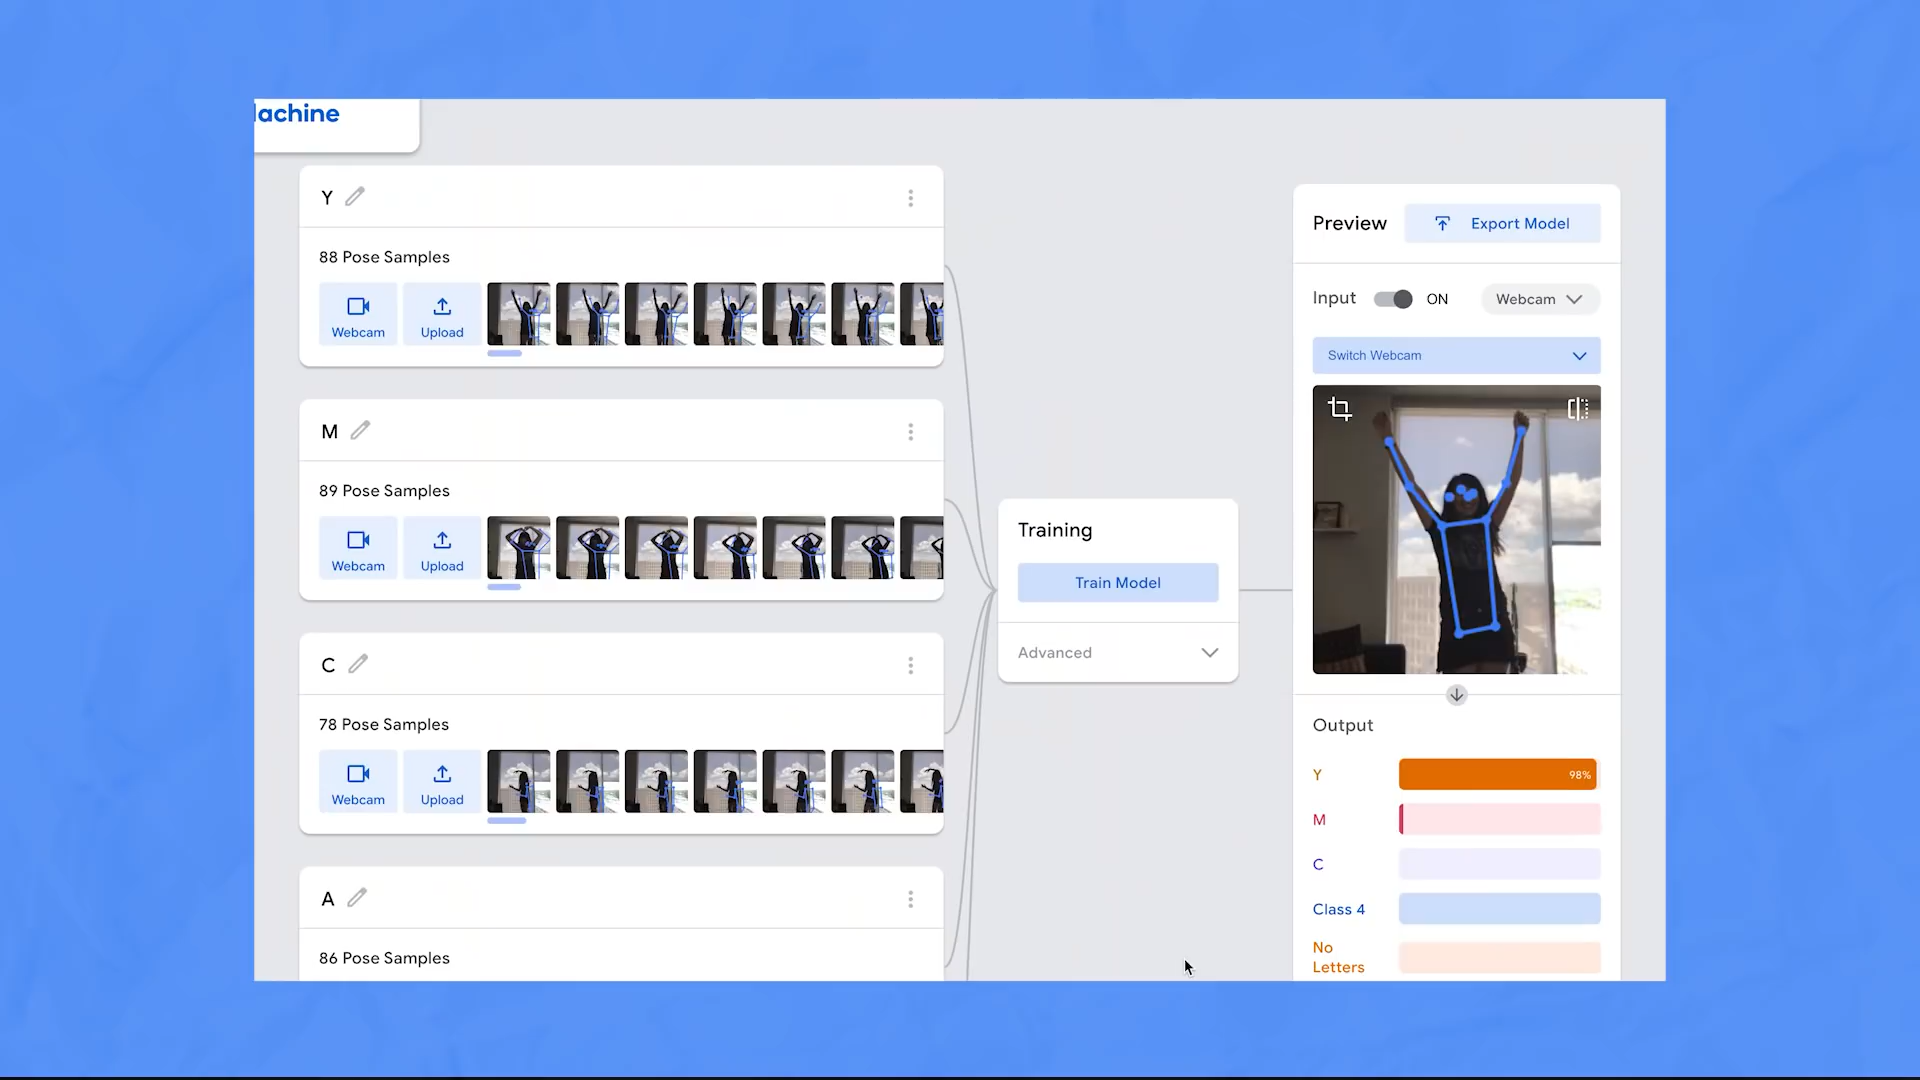 achine
Y
88 Pose Samples
Webcam
Upload
M
89 Pose Samples
Webcam
Upload
C
78 Pose Samples
Webcam
Upload
A
86 Pose Samples
Training
Train Model
Advanced
Preview
Export Model
Input
ON
Webcam
Switch Webcam
Output
Y
98%
M
C
Class 4
No
Letters